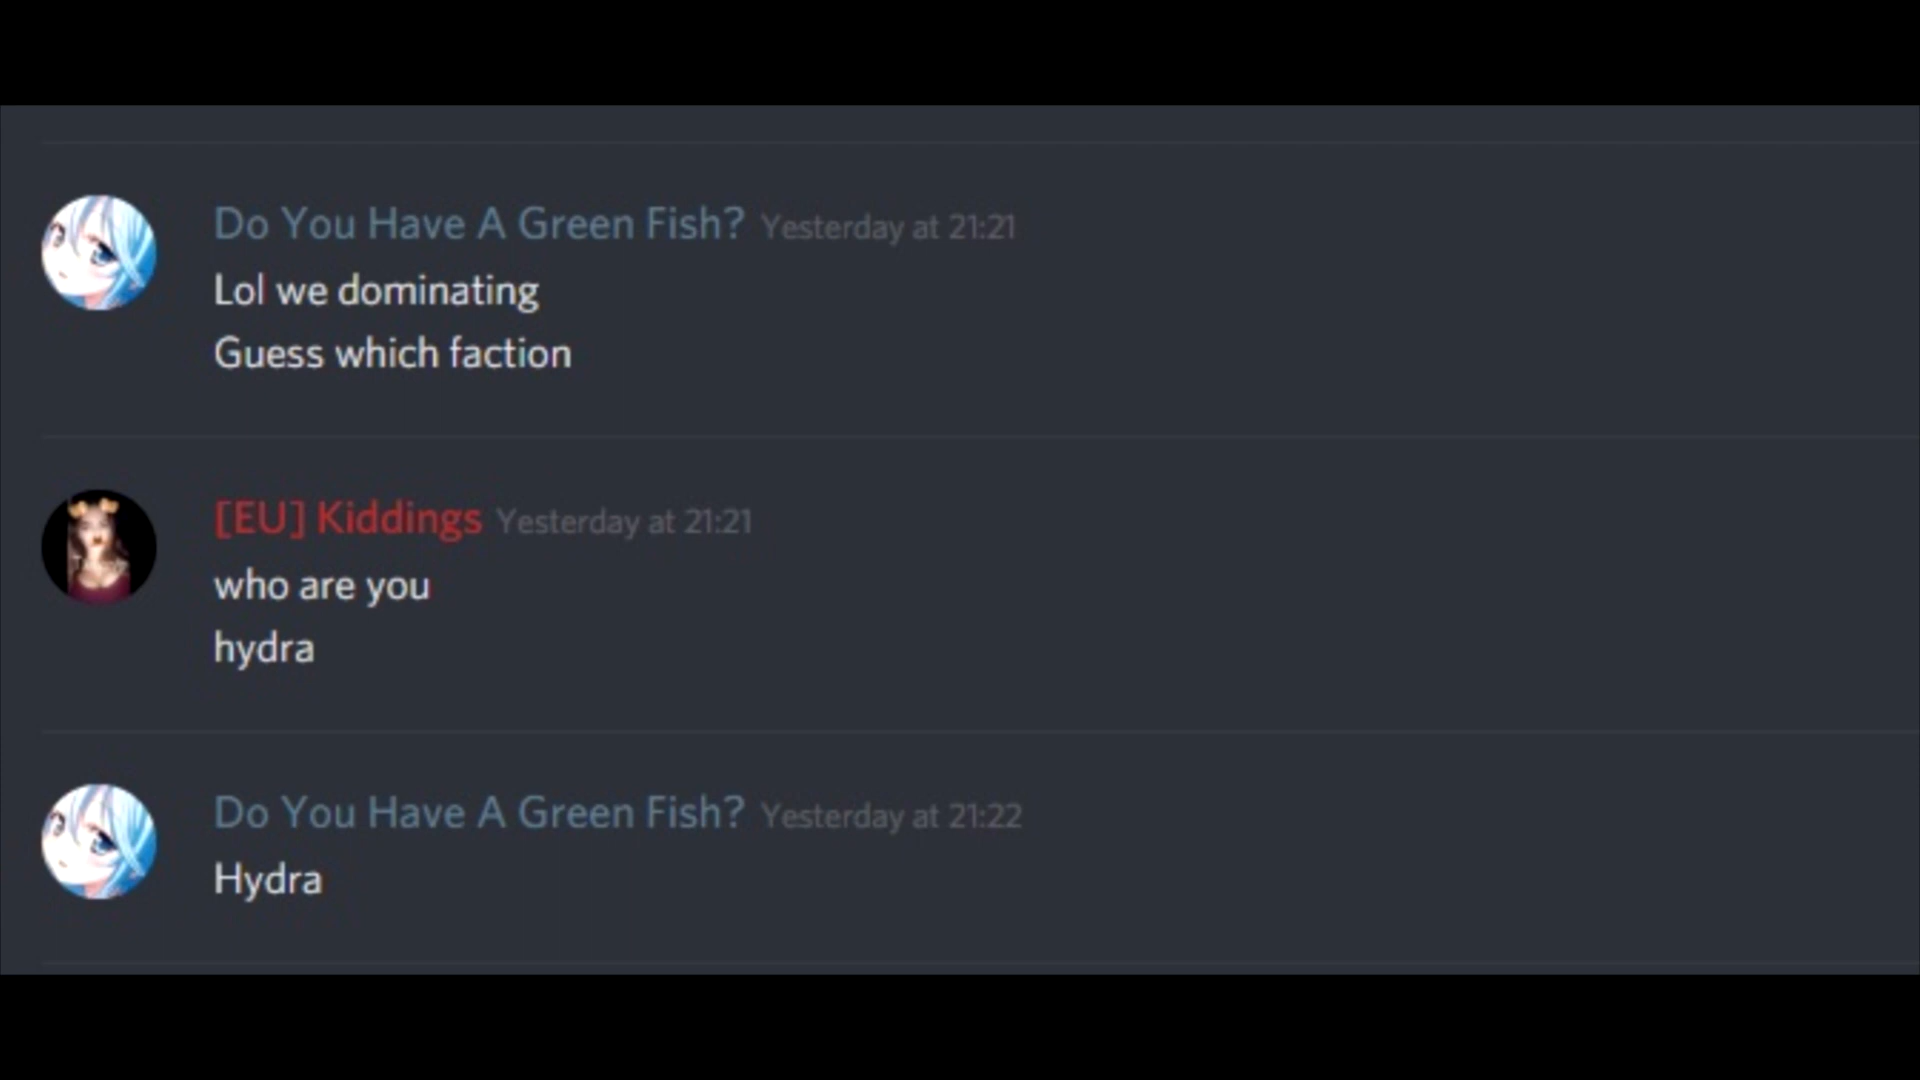 Do You Have A Green Fish? Yesterday at 21:21
Lol we dominating
Guess which faction
[EU] Kiddings Yesterday at 21:21
who are you
hydra
Do You Have A Green Fish? Yesterday at 21:22
Hydra